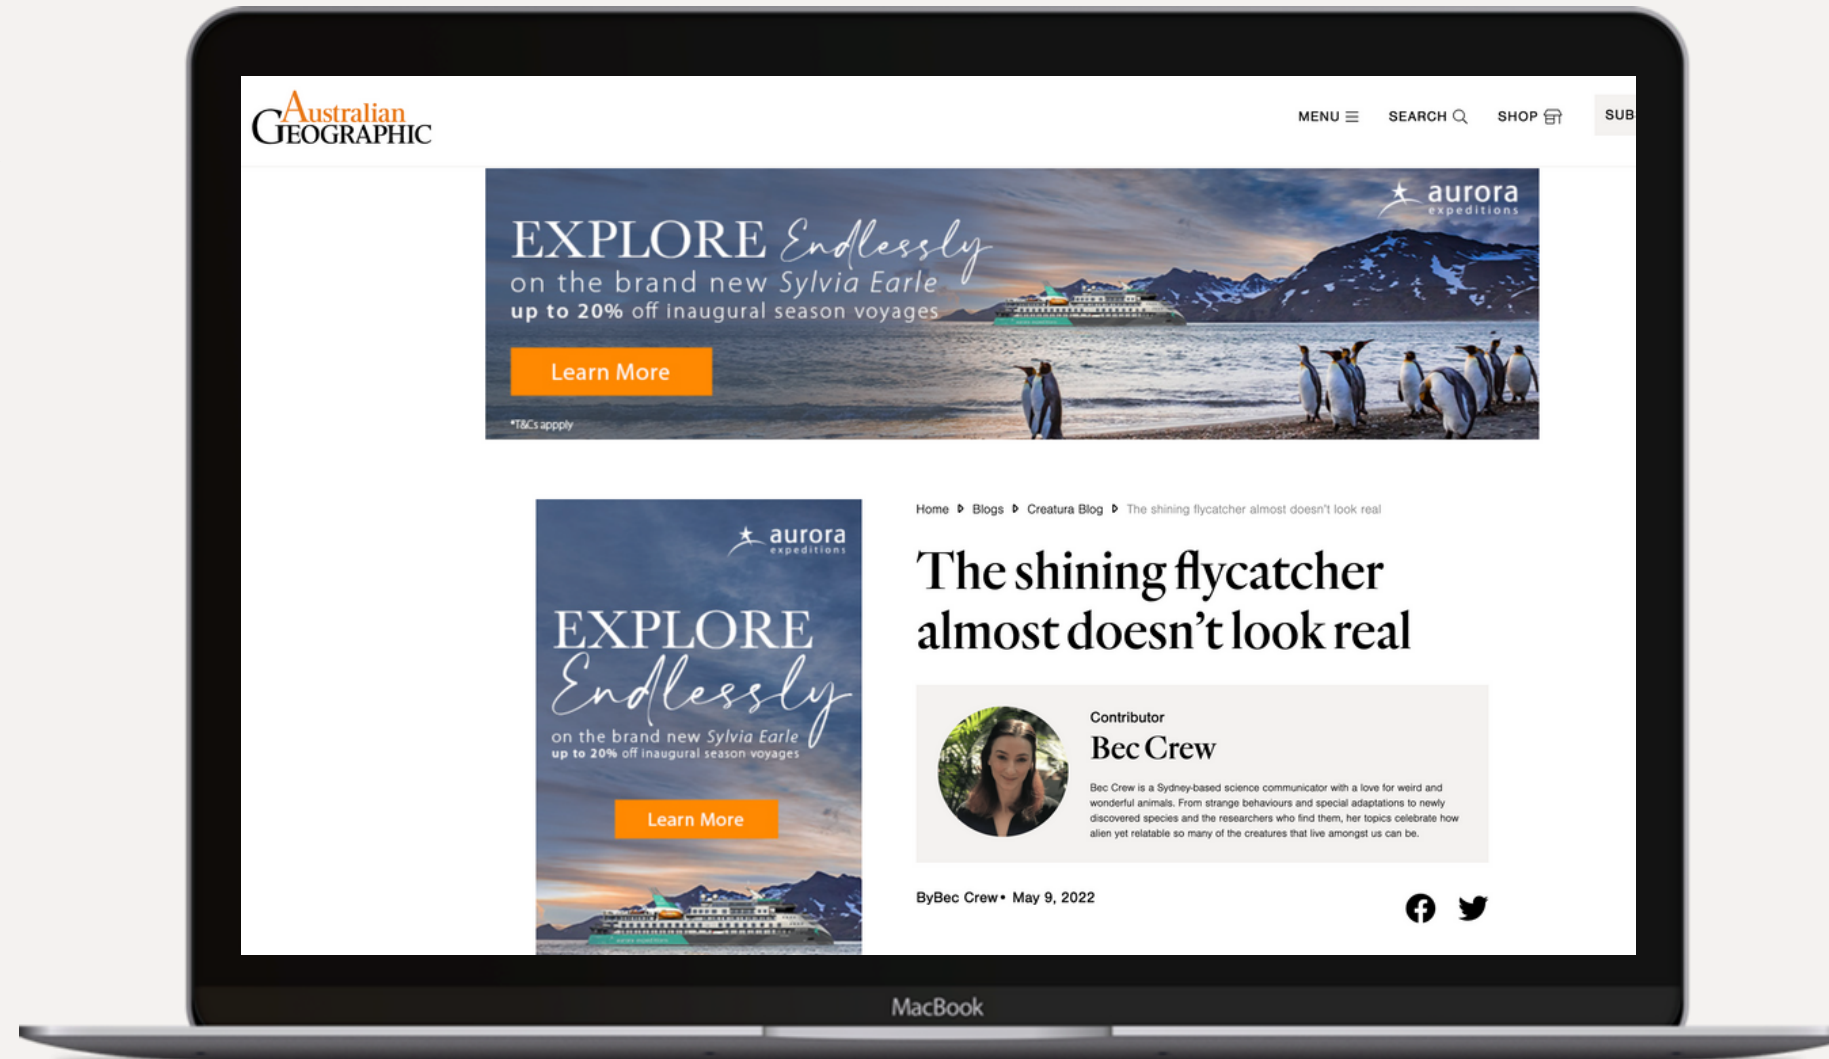 Australian
GEOGRAPHIC
MENU
SEARCH
SHOP
SUB
aurora
expeditions
EXPLORE Endlessly
on the brand new Sylvia Earle
up to 20% off inaugural season voyages
Learn More
*T&Cs appply
aurora
expeditions
EXPLORE
Endlessly
on the brand new Sylvia Earle
up to 20% off inaugural season voyages
Learn More
Home Blogs Creatura Blog The shining flycatcher almost doesn't look real
The shining flycatcher
almost doesn't look real
Contributor
Bec Crew
Bec Crew is a Sydney-based science communicator with a love for weird and
wonderful animals. From strange behaviours and special adaptations to newly
discovered species and the researchers who find them, her topics celebrate how
alien yet relatable so many of the creatures that live amongst us can be.
ByBec Crew• May 9, 2022
MacBook